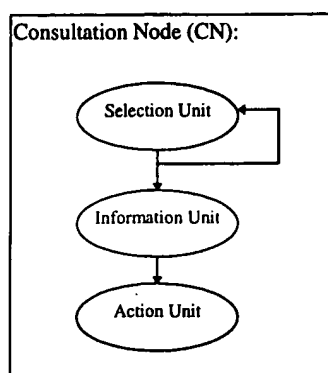 Consultation Node (CN):
Selection Unit
Information Unit
Action Unit